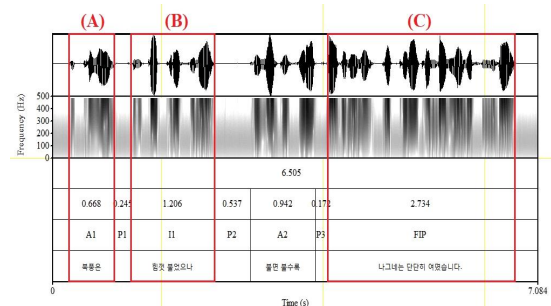 (A) (B) (C)
500
400
300
200
100
0
Frequency (Hz)
6.505
0.668 0.245 1.206 0.537 0.942 0.172 2.734
A1 P1 I1 P2 A2 P3 FIP
폭풍은 힘껏 불었으나 불면 불수록 나그네는 단단히 여몄습니다.
0 7.084
Time (s)